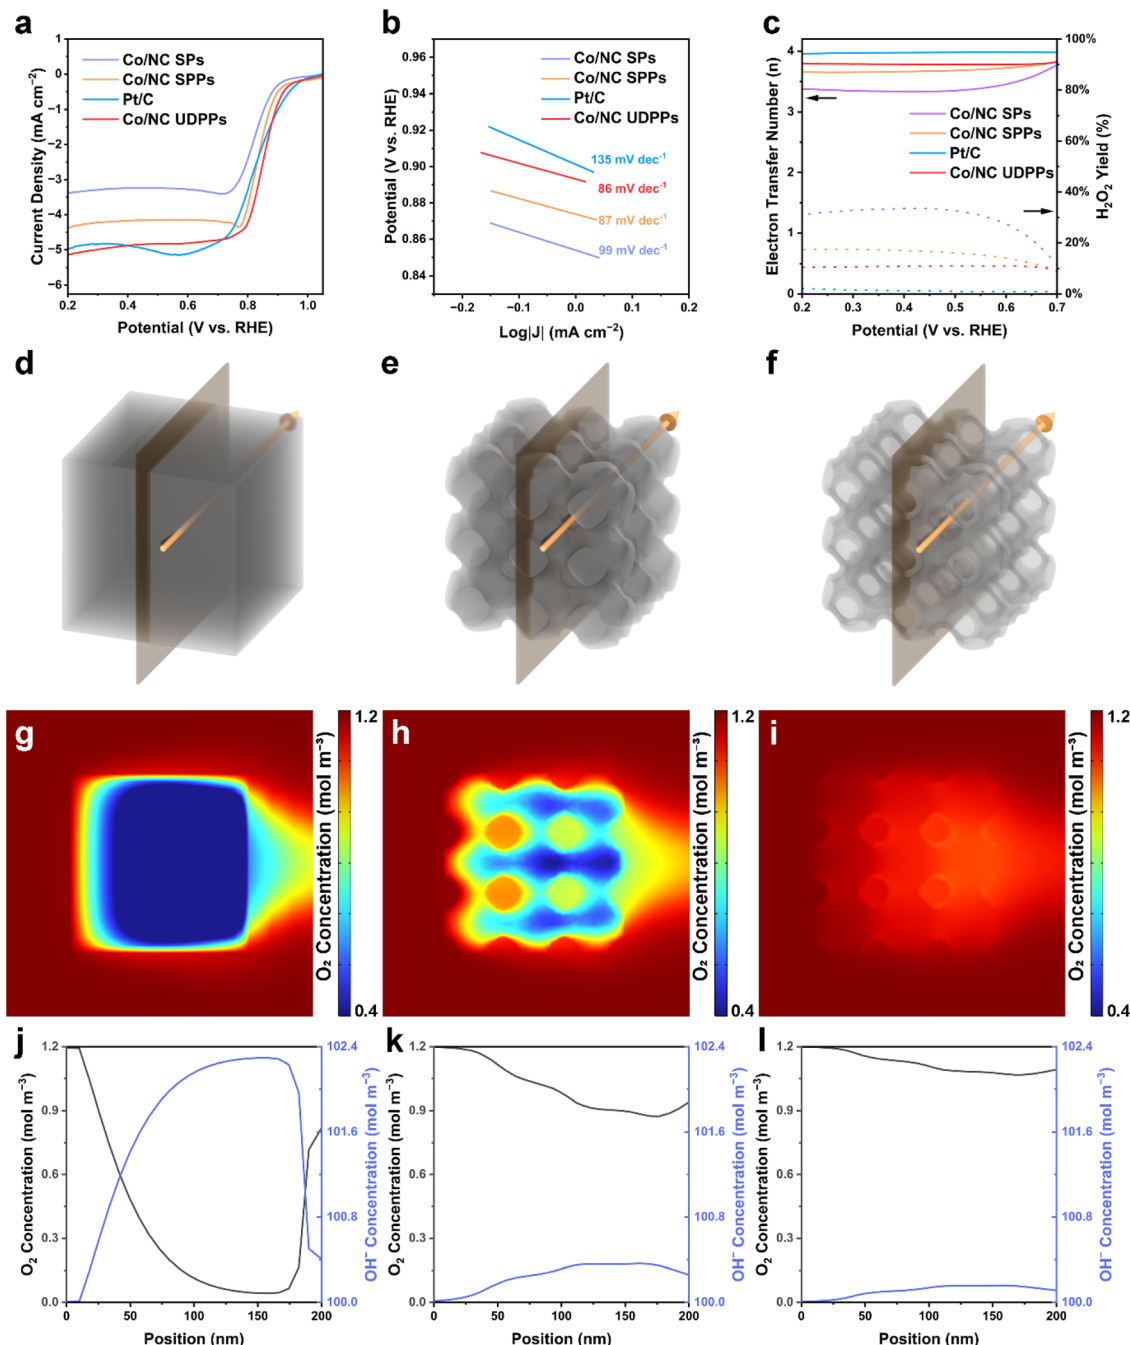 a
1
0
−1
−2
−3
−4
−5
−6
Current Density (mA cm⁻²)
Co/NC SPs
Co/NC SPPs
Pt/C
Co/NC UDPPs
0.2
0.4
0.6
0.8
1.0
Potential (V vs. RHE)
b
0.96
0.94
0.92
0.90
0.88
0.86
0.84
Potential (V vs. RHE)
Co/NC SPs
Co/NC SPPs
Pt/C
Co/NC UDPPs
135 mV dec⁻¹
86 mV dec⁻¹
87 mV dec⁻¹
99 mV dec⁻¹
−0.2
−0.1
0.0
0.1
0.2
Log|J| (mA cm⁻²)
c
4
3
2
1
0
Electron Transfer Number (n)
Co/NC SPs
Co/NC SPPs
Pt/C
Co/NC UDPPs
100%
80%
60%
40%
20%
0%
H₂O₂ Yield (%)
0.2
0.3
0.4
0.5
0.6
0.7
Potential (V vs. RHE)
d
e
f
g
1.2
O₂ Concentration (mol m⁻³)
0.4
h
1.2
O₂ Concentration (mol m⁻³)
0.4
i
1.2
O₂ Concentration (mol m⁻³)
0.4
j
1.2
0.9
0.6
0.3
0.0
O₂ Concentration (mol m⁻³)
102.4
101.6
100.8
100.0
OH⁻ Concentration (mol m⁻³)
0
50
100
150
200
Position (nm)
k
1.2
0.9
0.6
0.3
0.0
O₂ Concentration (mol m⁻³)
102.4
101.6
100.8
100.0
OH⁻ Concentration (mol m⁻³)
0
50
100
150
200
Position (nm)
l
1.2
0.9
0.6
0.3
0.0
O₂ Concentration (mol m⁻³)
102.4
101.6
100.8
100.0
OH⁻ Concentration (mol m⁻³)
0
50
100
150
200
Position (nm)